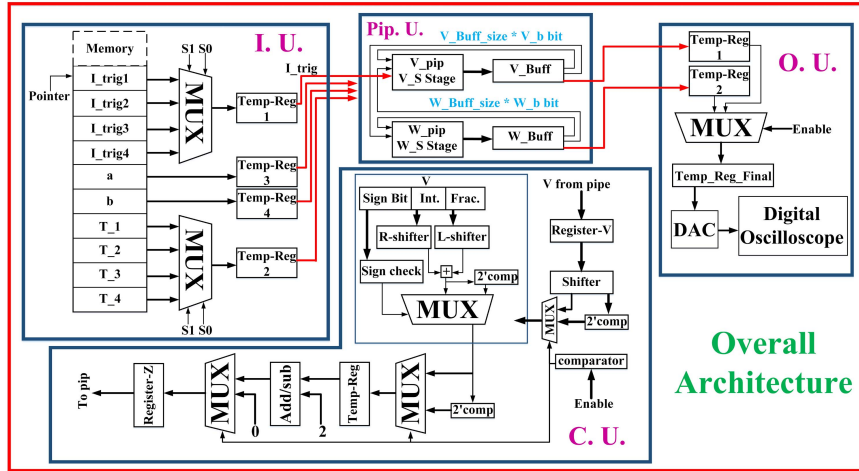 Memory
I_trig1
I_trig2
I_trig3
I_trig4
a
b
T_1
T_2
T_3
T_4
Pointer
S1 S0
MUX
MUX
S1 S0
I. U.
I_trig
Temp-Reg
1
Temp-Reg
3
Temp-Reg
4
Temp-Reg
2
Pip. U.
V_Buff_size * V_b bit
V_pip
V_S Stage
V_Buff
W_Buff_size * W_b bit
W_pip
W_S Stage
W_Buff
Temp-Reg
1
O. U.
Temp-Reg
2
MUX
Enable
Temp_Reg_Final
DAC
Digital
Oscilloscope
V
Sign Bit
Int.
Frac.
R-shifter
L-shifter
Sign check
+
2'comp
MUX
V from pipe
Register-V
Shifter
MUX
2'comp
comparator
Enable
To pip
Register-Z
MUX
0
Add/sub
2
Temp-Reg
MUX
2'comp
C. U.
Overall
Architecture